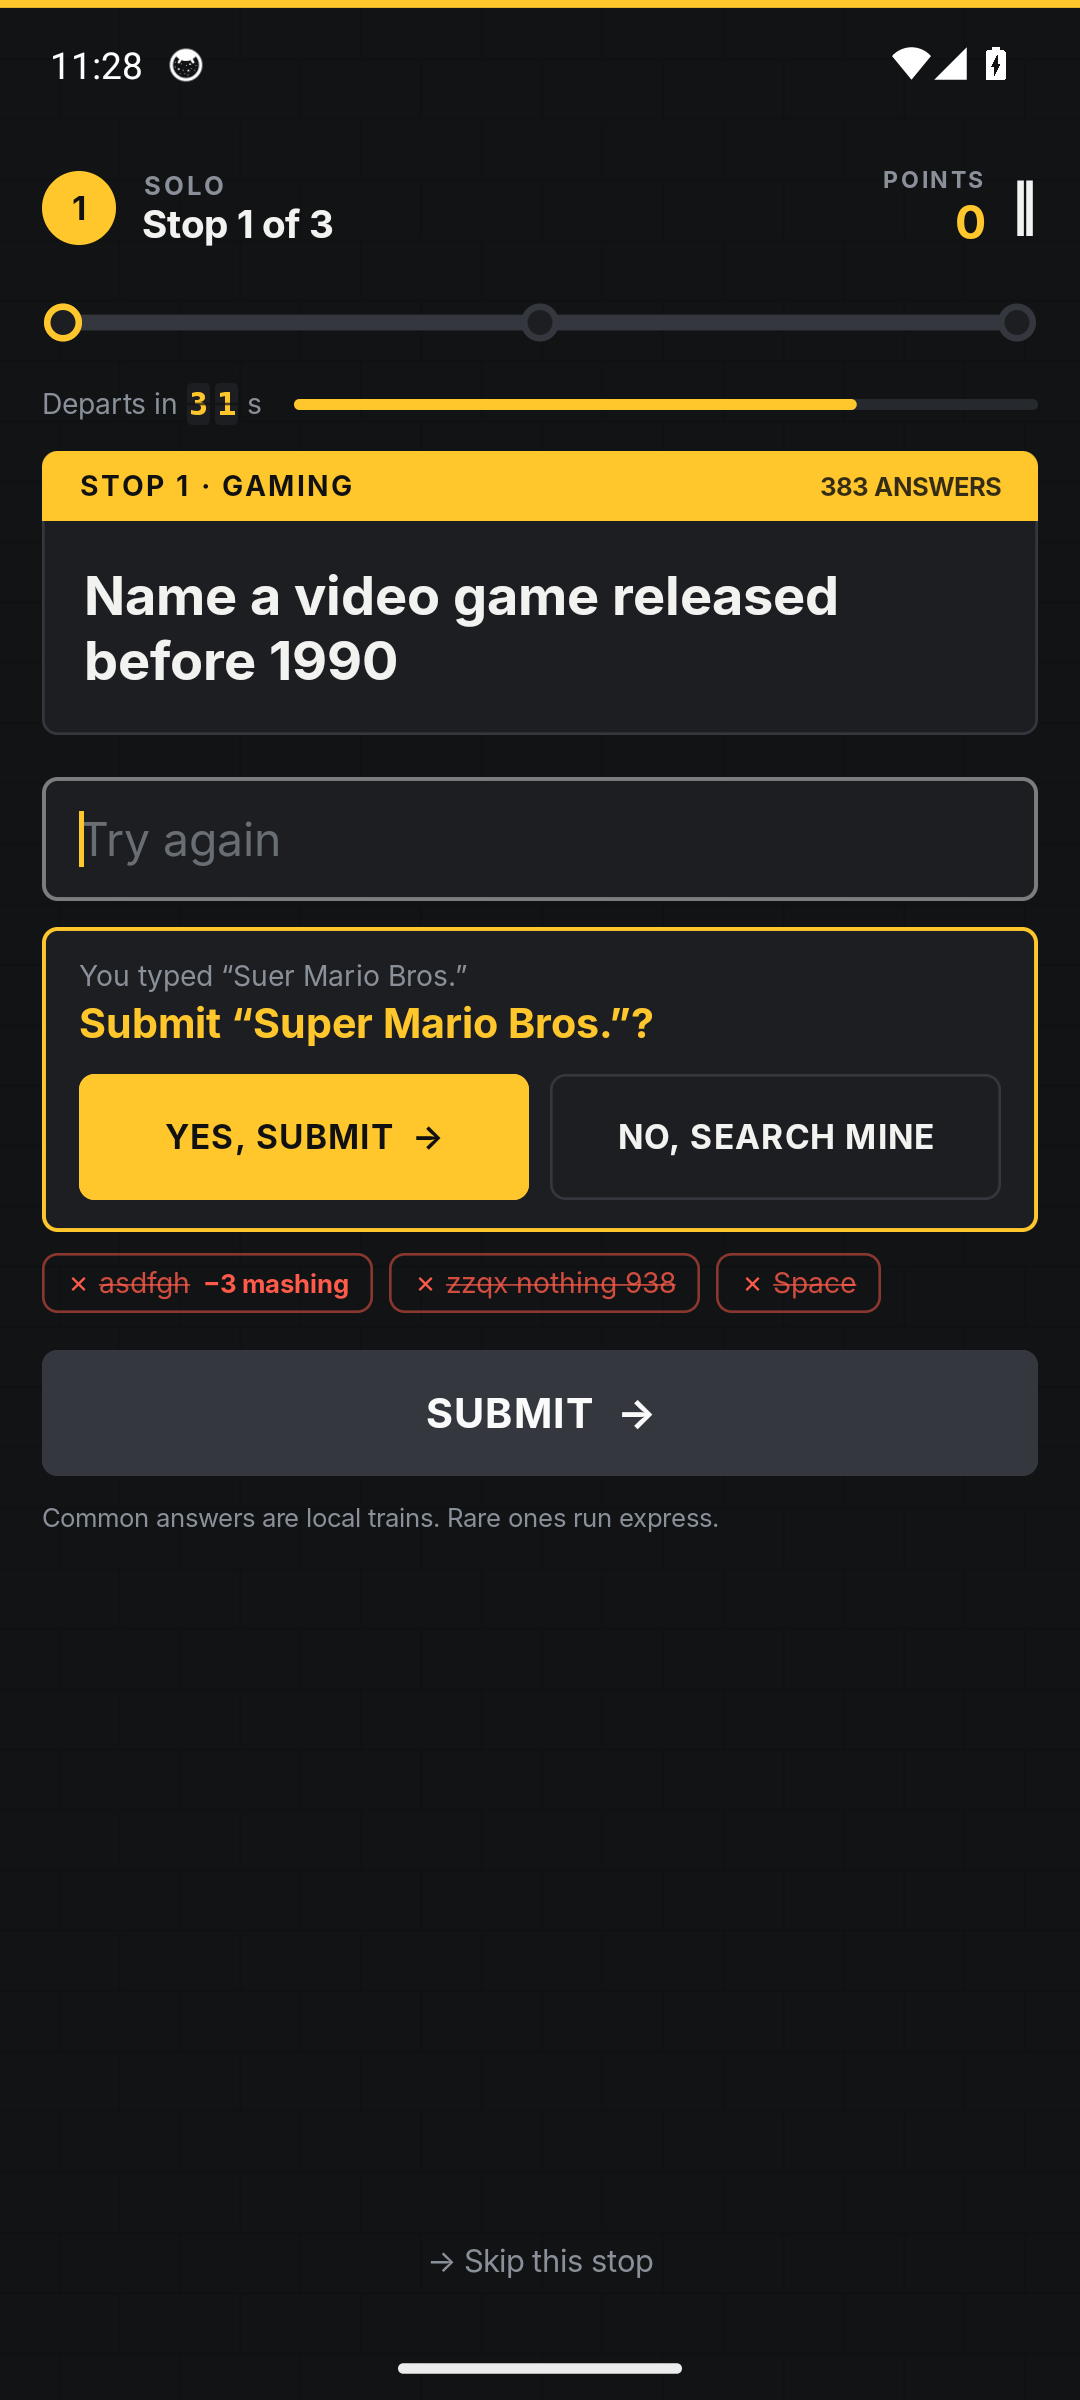 11:28
1
SOLO
Stop 1 of 3
POINTS
0
Departs in 31 s
STOP 1 · GAMING
383 ANSWERS
Name a video game released
before 1990
Try again
You typed “Suer Mario Bros.”
Submit “Super Mario Bros.”?
YES, SUBMIT →
NO, SEARCH MINE
× asdfgh −3 mashing
× zzqx nothing 938
× Space
SUBMIT →
Common answers are local trains. Rare ones run express.
→ Skip this stop